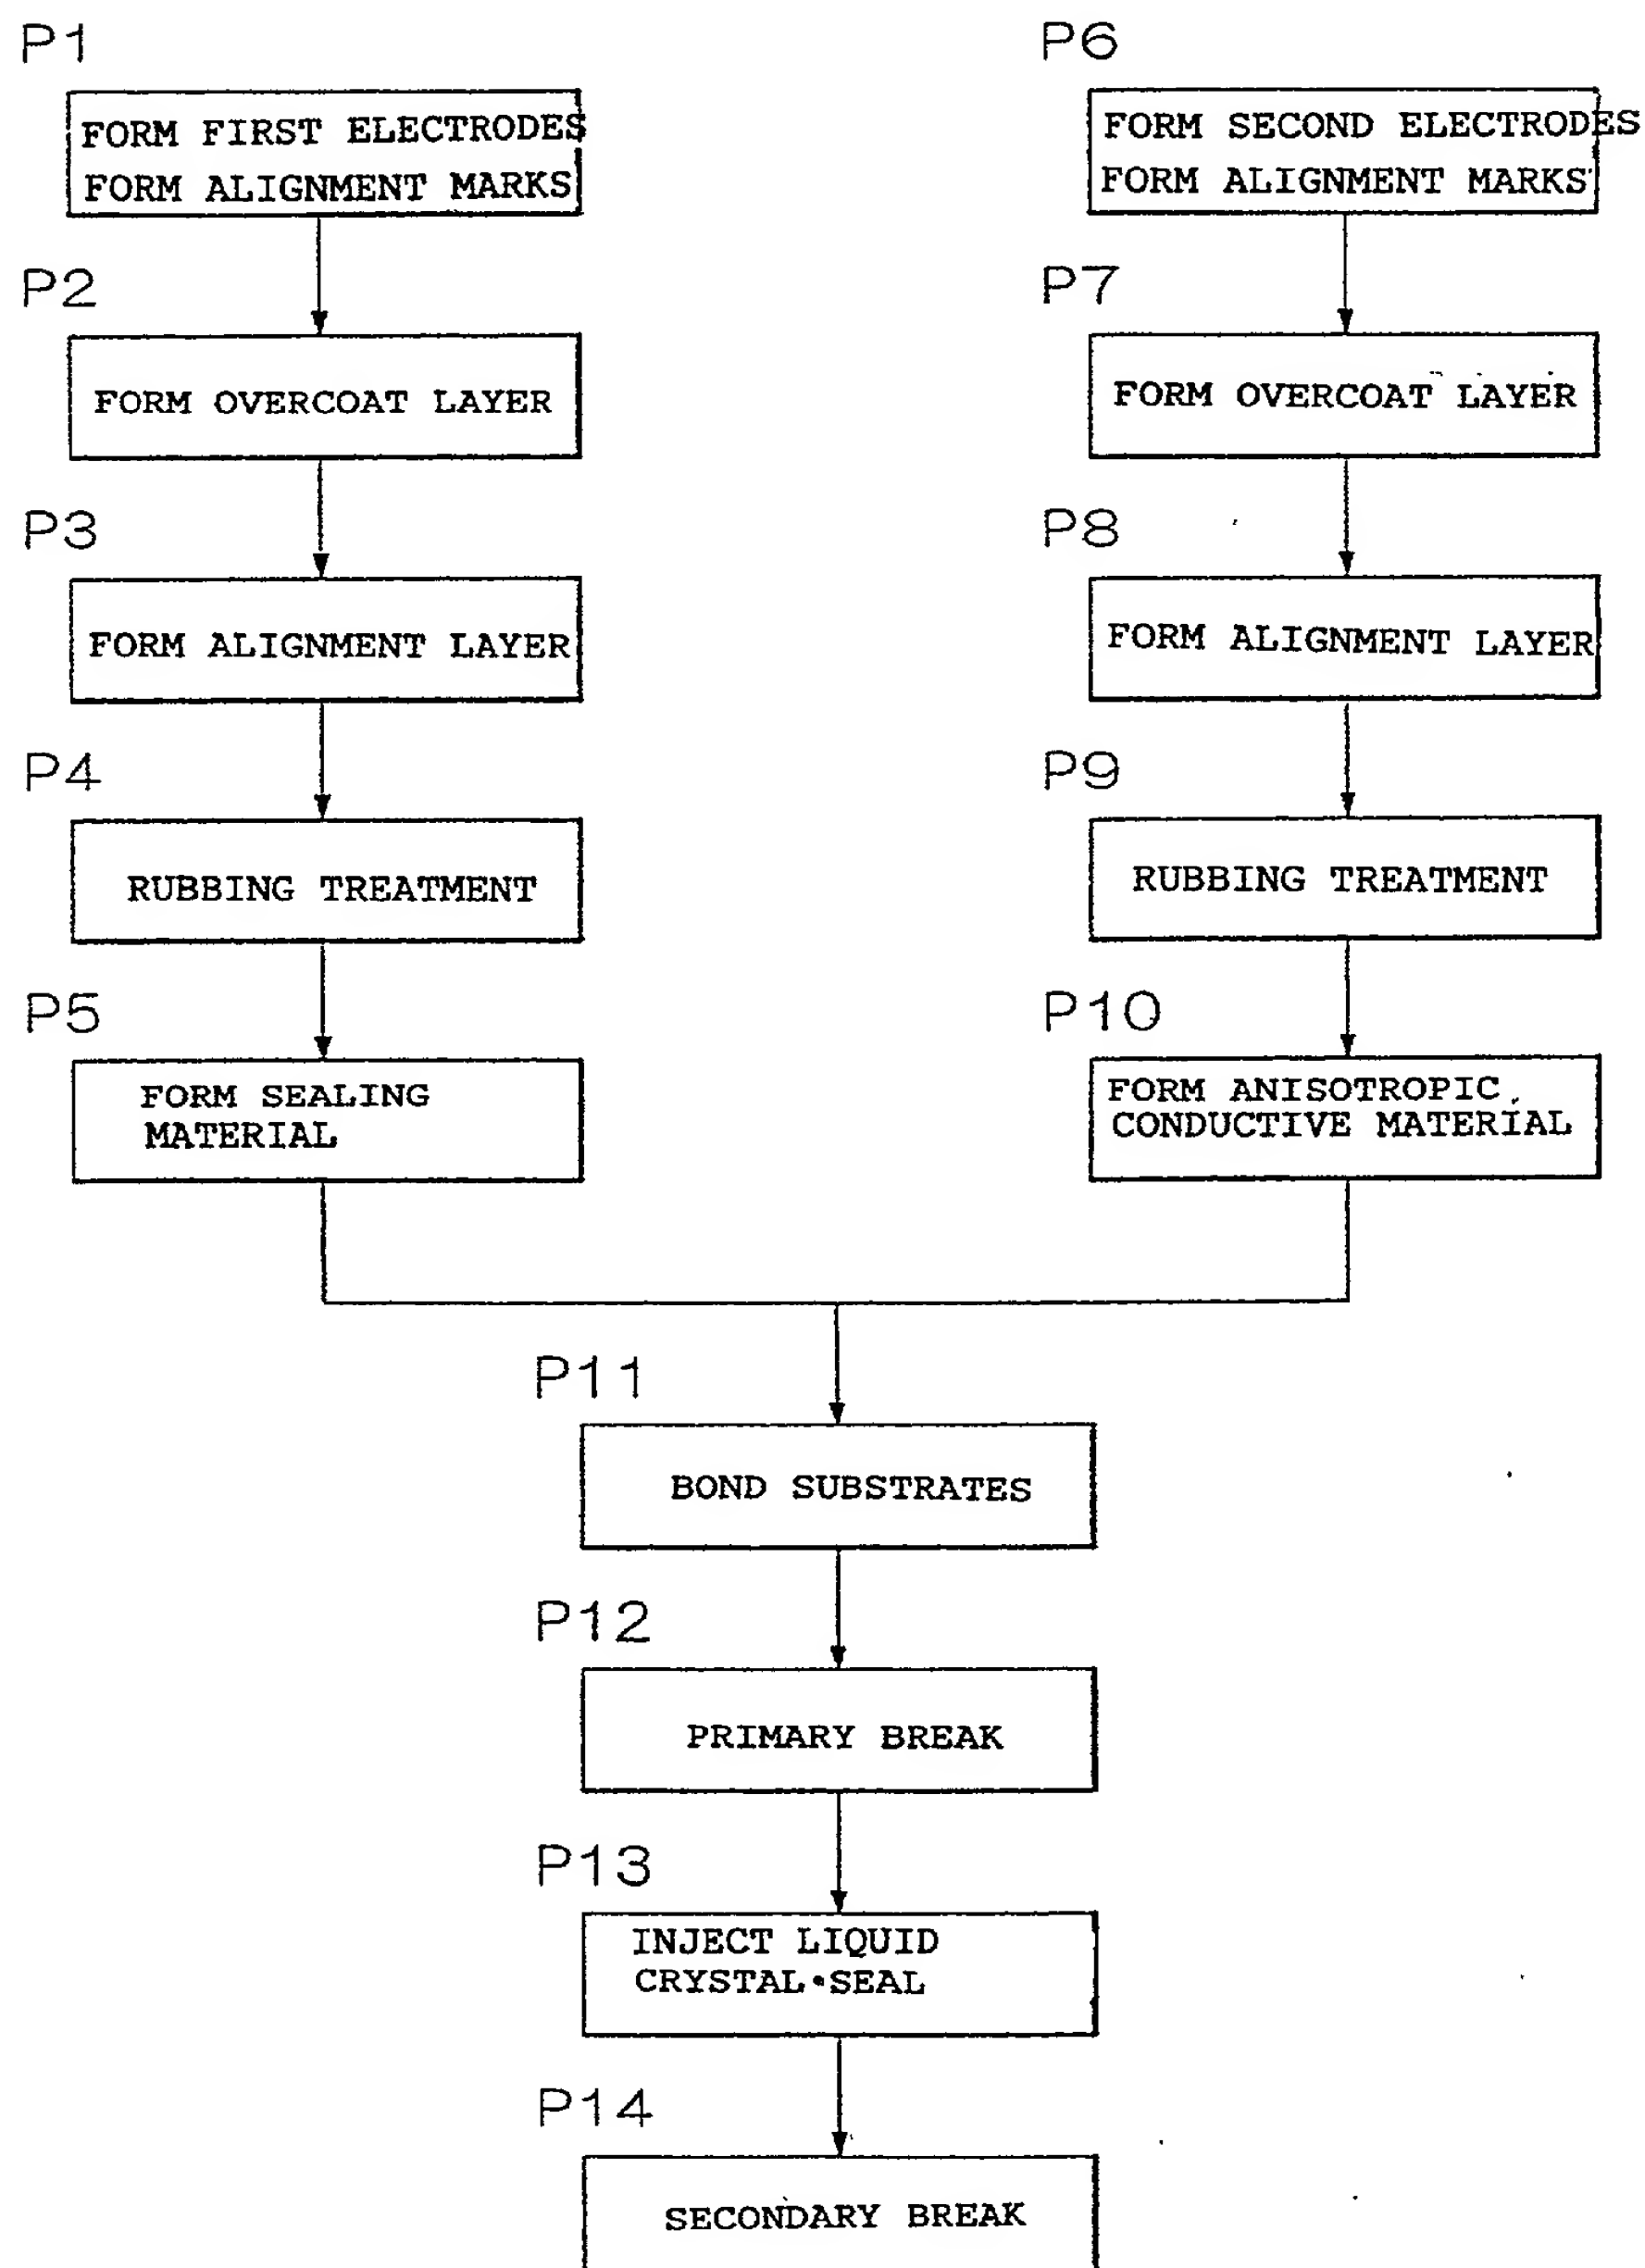 P1
FORM FIRST ELECTRODES
FORM ALIGNMENT MARKS
P2
FORM OVERCOAT LAYER
P3
FORM ALIGNMENT LAYER
P4
RUBBING TREATMENT
P5
FORM SEALING
MATERIAL
P6
FORM SECOND ELECTRODES
FORM ALIGNMENT MARKS
P7
FORM OVERCOAT LAYER
P8
FORM ALIGNMENT LAYER
P9
RUBBING TREATMENT
P10
FORM ANISOTROPIC
CONDUCTIVE MATERIAL
P11
BOND SUBSTRATES
P12
PRIMARY BREAK
P13
INJECT LIQUID
CRYSTAL•SEAL
P14
SECONDARY BREAK